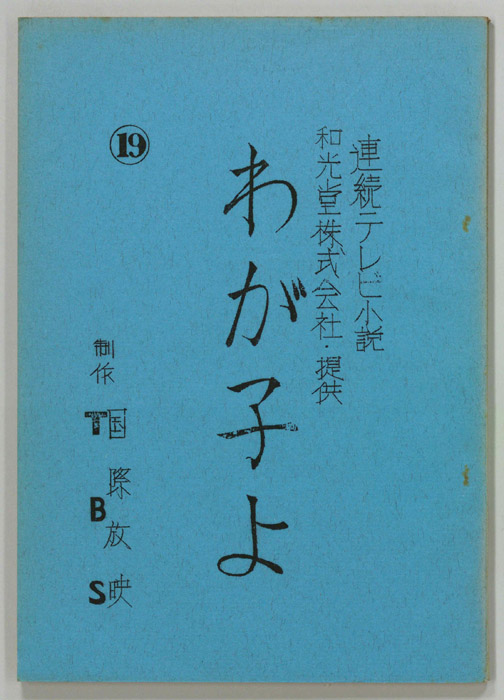 連続テレビ小説
和光堂株式会社・提供
わが子よ
⑲
制作
国際放映
TBS